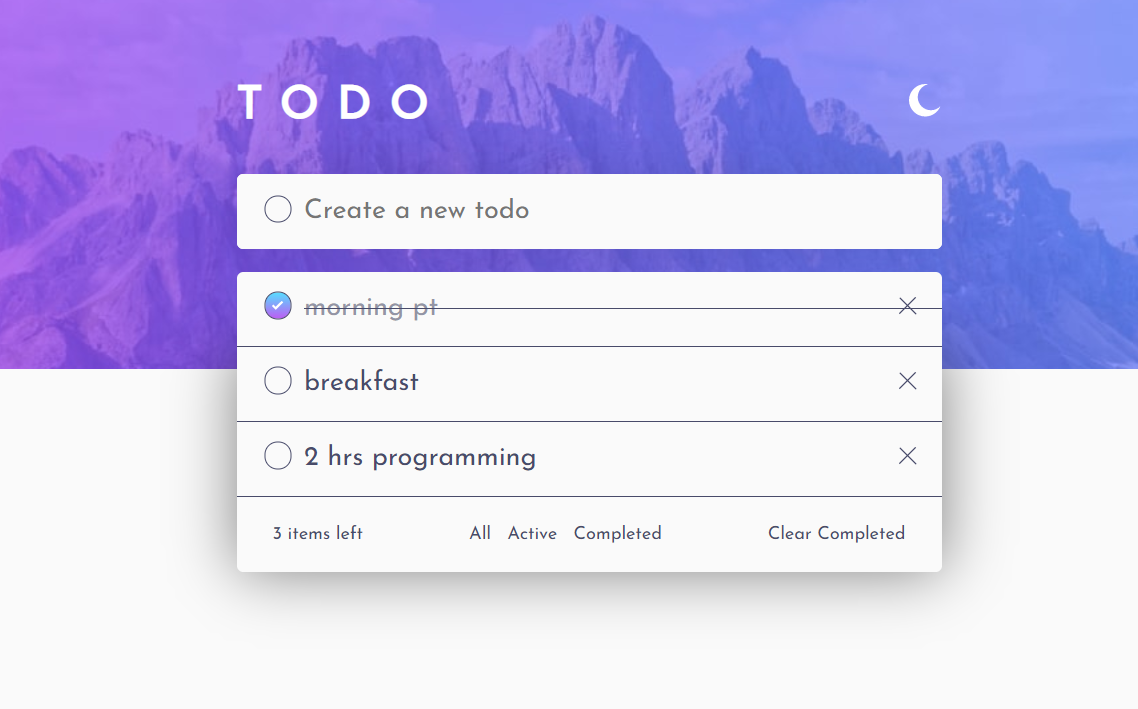 TODO
Create a new todo
morning pt
breakfast
2 hrs programming
3 items left All Active Completed Clear Completed